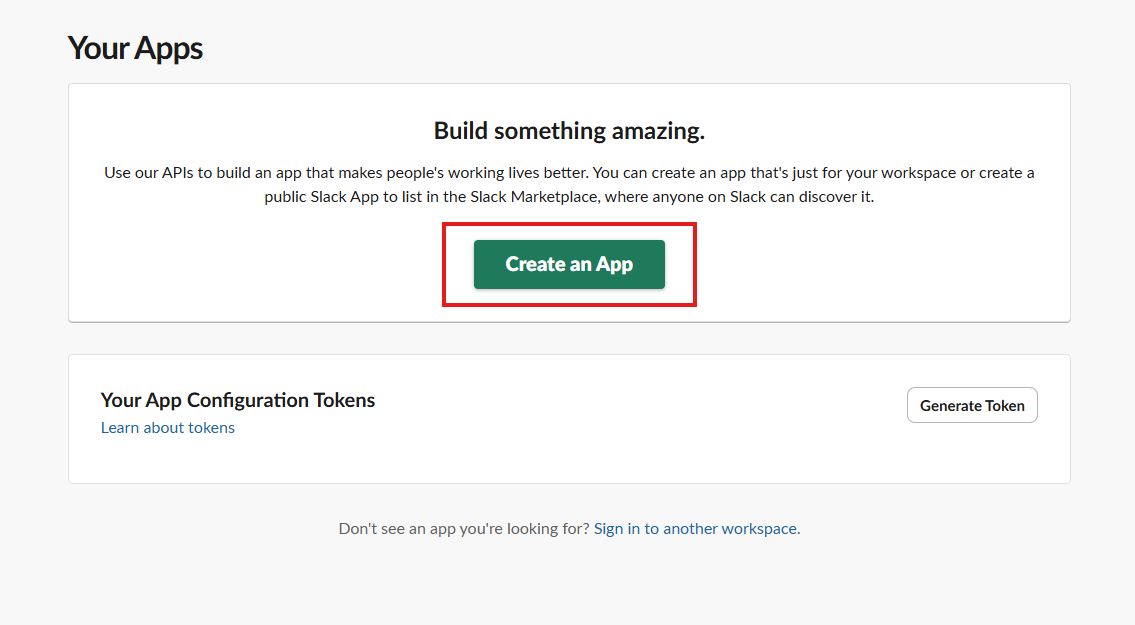 Your Apps
Build something amazing.
Use our APIs to build an app that makes people's working lives better. You can create an app that's just for your workspace or create a
public Slack App to list in the Slack Marketplace, where anyone on Slack can discover it.
Create an App
Your App Configuration Tokens
Generate Token
Learn about tokens
Don't see an app you're looking for? Sign in to another workspace.